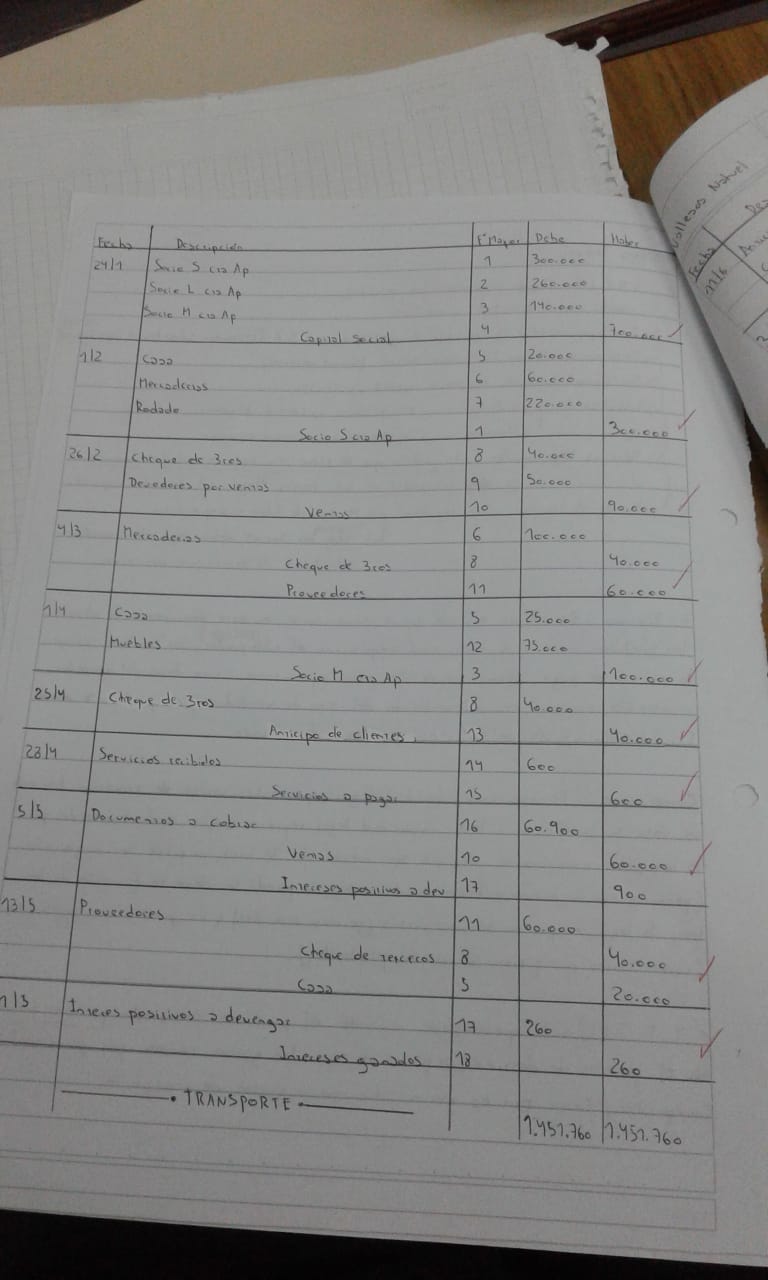 Fecha Descripción F° Mayor Debe Haber
24/1 Socio S cta Ap 1 300.000
Socio L cta Ap 2 260.000
Socio M cta Ap 3 140.000
Capital Social 4 700.000
1/2 Caja 5 20.000
Mercaderias 6 60.000
Rodado 7 220.000
Socio S cta Ap 1 300.000
26/2 Cheque de 3ros 8 40.000
Deudores por ventas 9 50.000
Ventas 10 90.000
4/3 Mercaderias 6 100.000
Cheque de 3ros 8 40.000
Proveedores 11 60.000
1/4 Caja 5 25.000
Muebles 12 75.000
Socio M cta Ap 3 100.000
25/4 Cheque de 3ros 8 40.000
Anticipo de clientes. 13 40.000
28/4 Servicios recibidos 14 600
Servicios a pagar 15 600
5/5 Documentos a cobrar 16 60.900
Ventas 10 60.000
Intereses positivos a dev 17 900
13/5 Proveedores 11 60.000
Cheque de terceros 8 40.000
Caja 5 20.000
1/5 Interes positivos a devengar 17 260
Intereses ganados 18 260
TRANSPORTE 1.451.760 1.451.760
Fecha
11/6